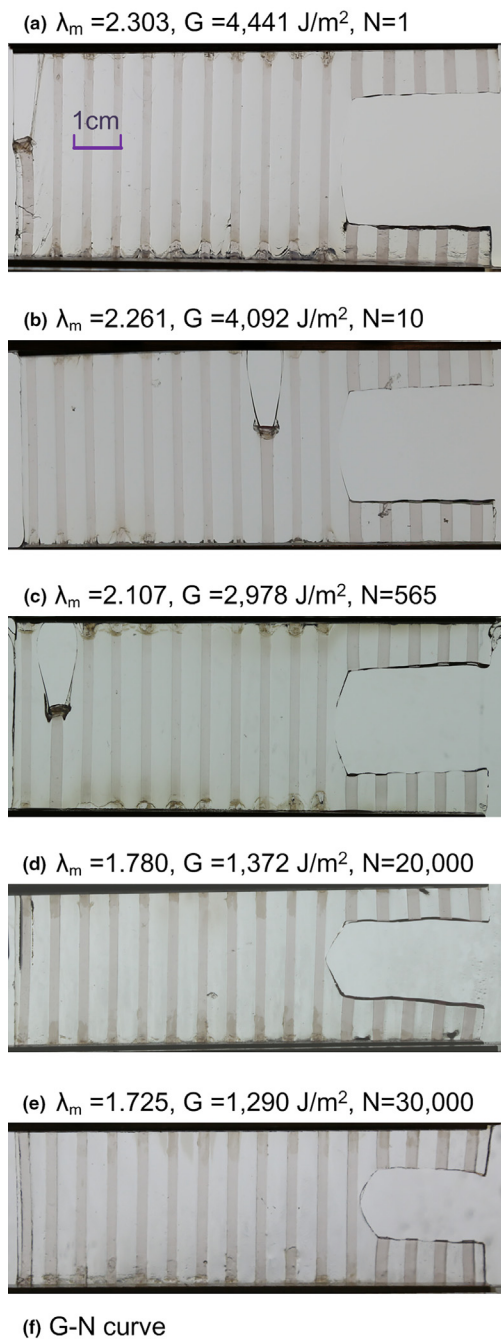 (a) λm =2.303, G =4,441 J/m², N=1
1cm
(b) λm =2.261, G =4,092 J/m², N=10
(c) λm =2.107, G =2,978 J/m², N=565
(d) λm =1.780, G =1,372 J/m², N=20,000
(e) λm =1.725, G =1,290 J/m², N=30,000
(f) G-N curve